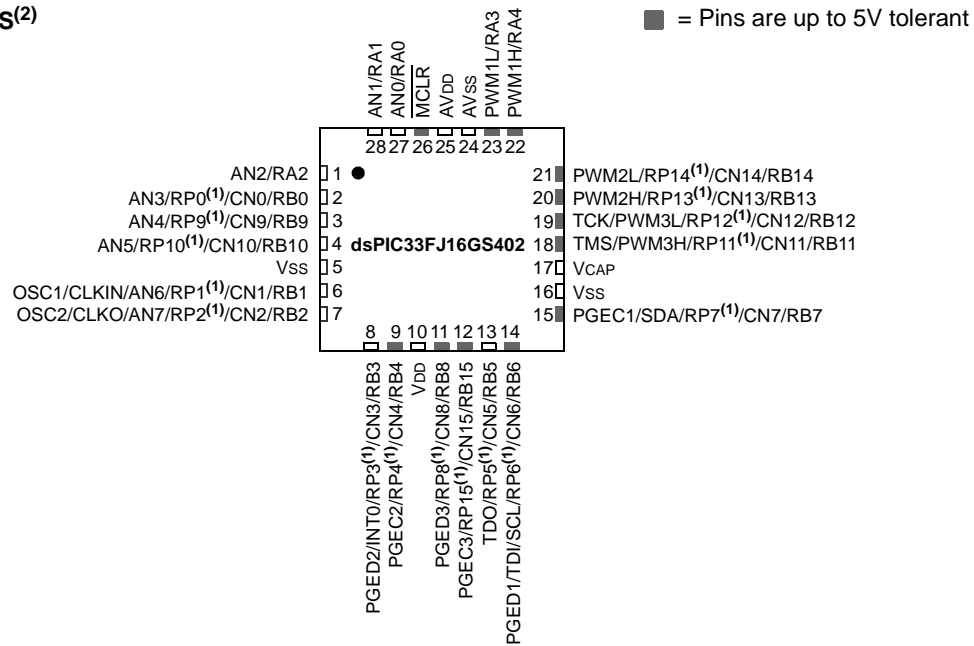 S(2)
= Pins are up to 5V tolerant
AN1/RA1
AN0/RA0
MCLR
AVDD
AVSS
PWM1L/RA3
PWM1H/RA4
28 27 26 25 24 23 22
AN2/RA2 1
AN3/RP0(1)/CN0/RB0 2
AN4/RP9(1)/CN9/RB9 3
AN5/RP10(1)/CN10/RB10 4
VSS 5
OSC1/CLKIN/AN6/RP1(1)/CN1/RB1 6
OSC2/CLKO/AN7/RP2(1)/CN2/RB2 7
dsPIC33FJ16GS402
21 PWM2L/RP14(1)/CN14/RB14
20 PWM2H/RP13(1)/CN13/RB13
19 TCK/PWM3L/RP12(1)/CN12/RB12
18 TMS/PWM3H/RP11(1)/CN11/RB11
17 VCAP
16 VSS
15 PGEC1/SDA/RP7(1)/CN7/RB7
8 9 10 11 12 13 14
PGED2/INT0/RP3(1)/CN3/RB3
PGEC2/RP4(1)/CN4/RB4
VDD
PGED3/RP8(1)/CN8/RB8
PGEC3/RP15(1)/CN15/RB15
TDO/RP5(1)/CN5/RB5
PGED1/TDI/SCL/RP6(1)/CN6/RB6